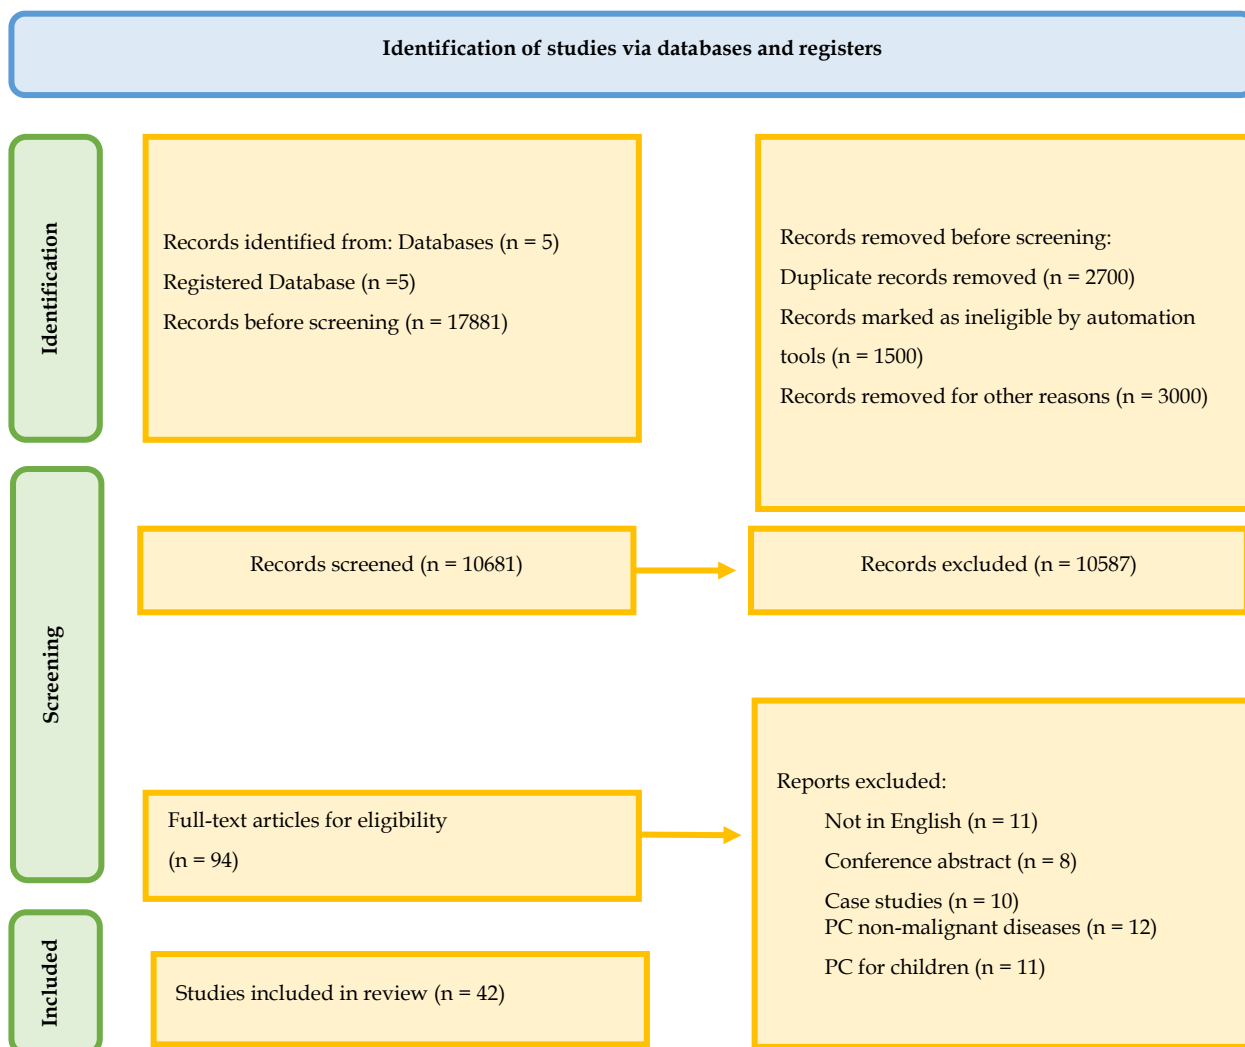 Identification of studies via databases and registers
Identification
Records identified from: Databases (n = 5)
Registered Database (n =5)
Records before screening (n = 17881)
Records removed before screening:
Duplicate records removed (n = 2700)
Records marked as ineligible by automation
tools (n = 1500)
Records removed for other reasons (n = 3000)
Screening
Records screened (n = 10681)
Records excluded (n = 10587)
Full-text articles for eligibility
(n = 94)
Reports excluded:
Not in English (n = 11)
Conference abstract (n = 8)
Case studies (n = 10)
PC non-malignant diseases (n = 12)
PC for children (n = 11)
Included
Studies included in review (n = 42)